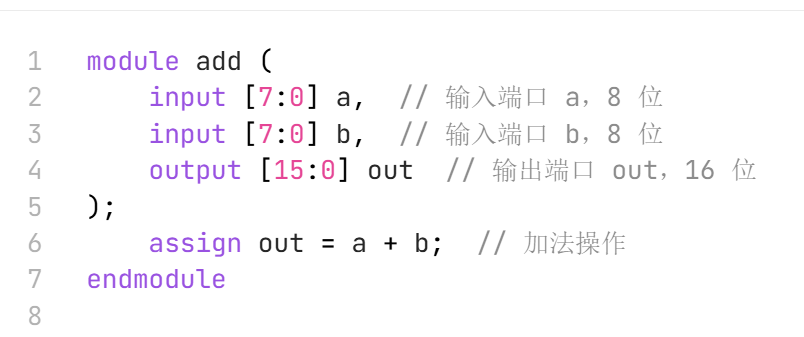 1 module add (
2 input [7:0] a, // 输入端口 a，8 位
3 input [7:0] b, // 输入端口 b，8 位
4 output [15:0] out // 输出端口 out，16 位
5 );
6 assign out = a + b; // 加法操作
7 endmodule
8